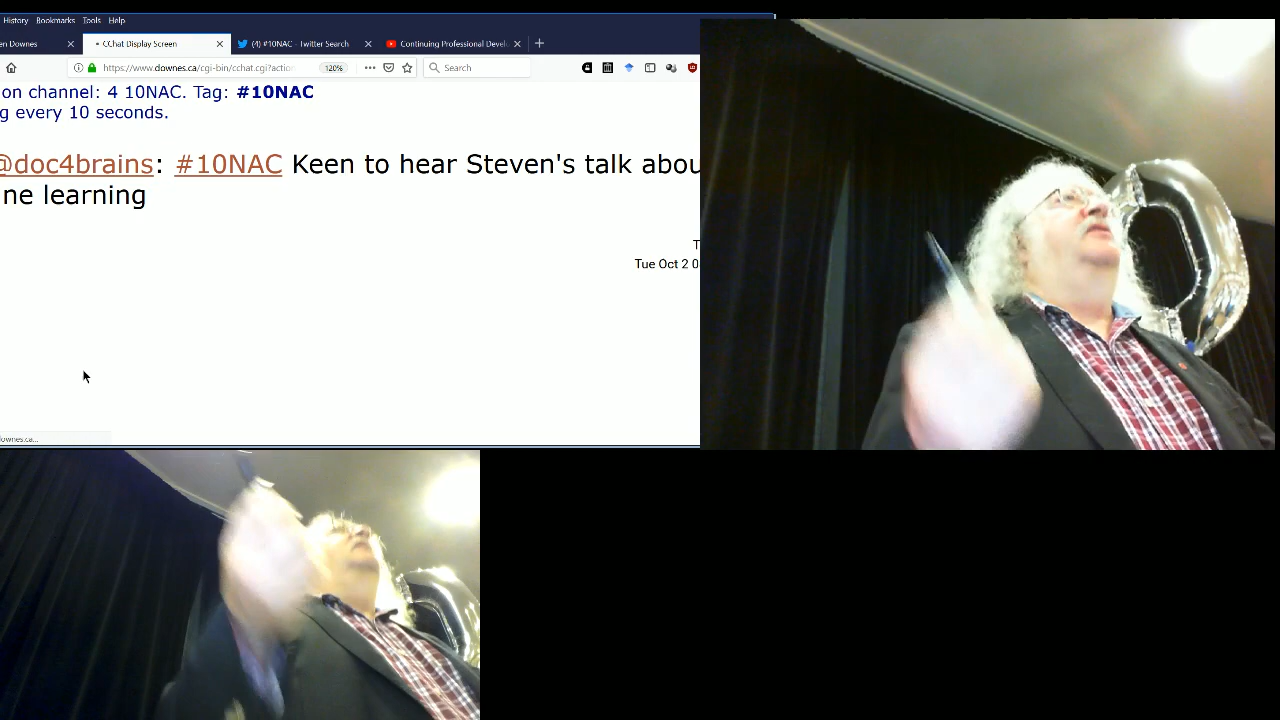 History Bookmarks Tools Help
en Downes
CChat Display Screen
(4) #10NAC - Twitter Search
Continuing Professional Devel
https://www.downes.ca/cgi-bin/cchat.cgi?actio
120%
Search
on channel: 4 10NAC. Tag: #10NAC
g every 10 seconds.
@doc4brains: #10NAC Keen to hear Steven's talk abou
ne learning
T
Tue Oct 2 0
ownes.ca...